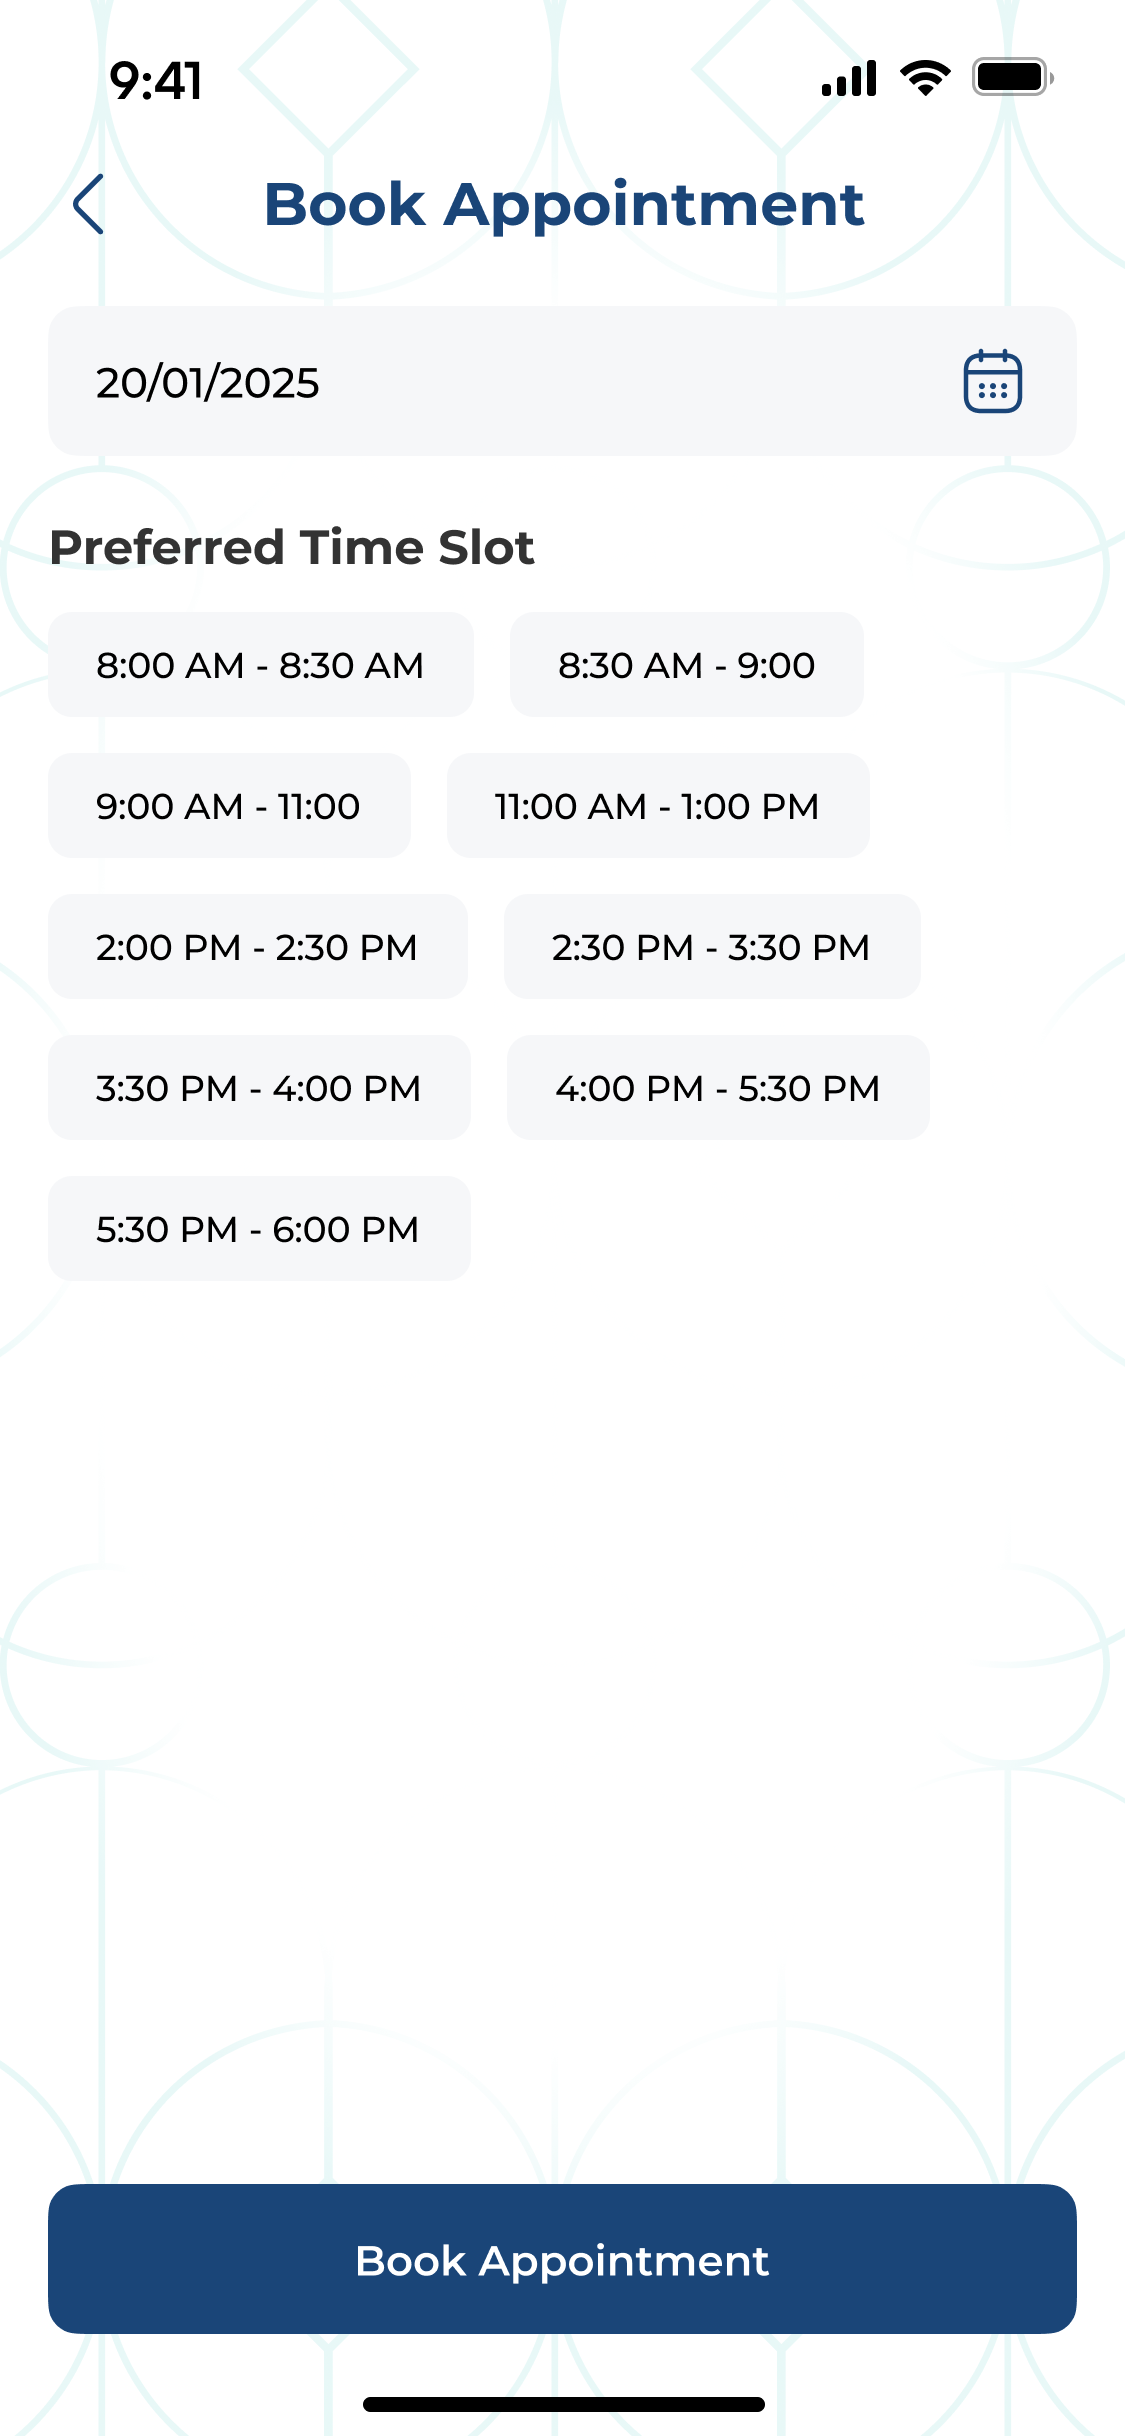 9:41
Book Appointment
20/01/2025
Preferred Time Slot
8:00 AM - 8:30 AM
8:30 AM - 9:00
9:00 AM - 11:00
11:00 AM - 1:00 PM
2:00 PM - 2:30 PM
2:30 PM - 3:30 PM
3:30 PM - 4:00 PM
4:00 PM - 5:30 PM
5:30 PM - 6:00 PM
Book Appointment